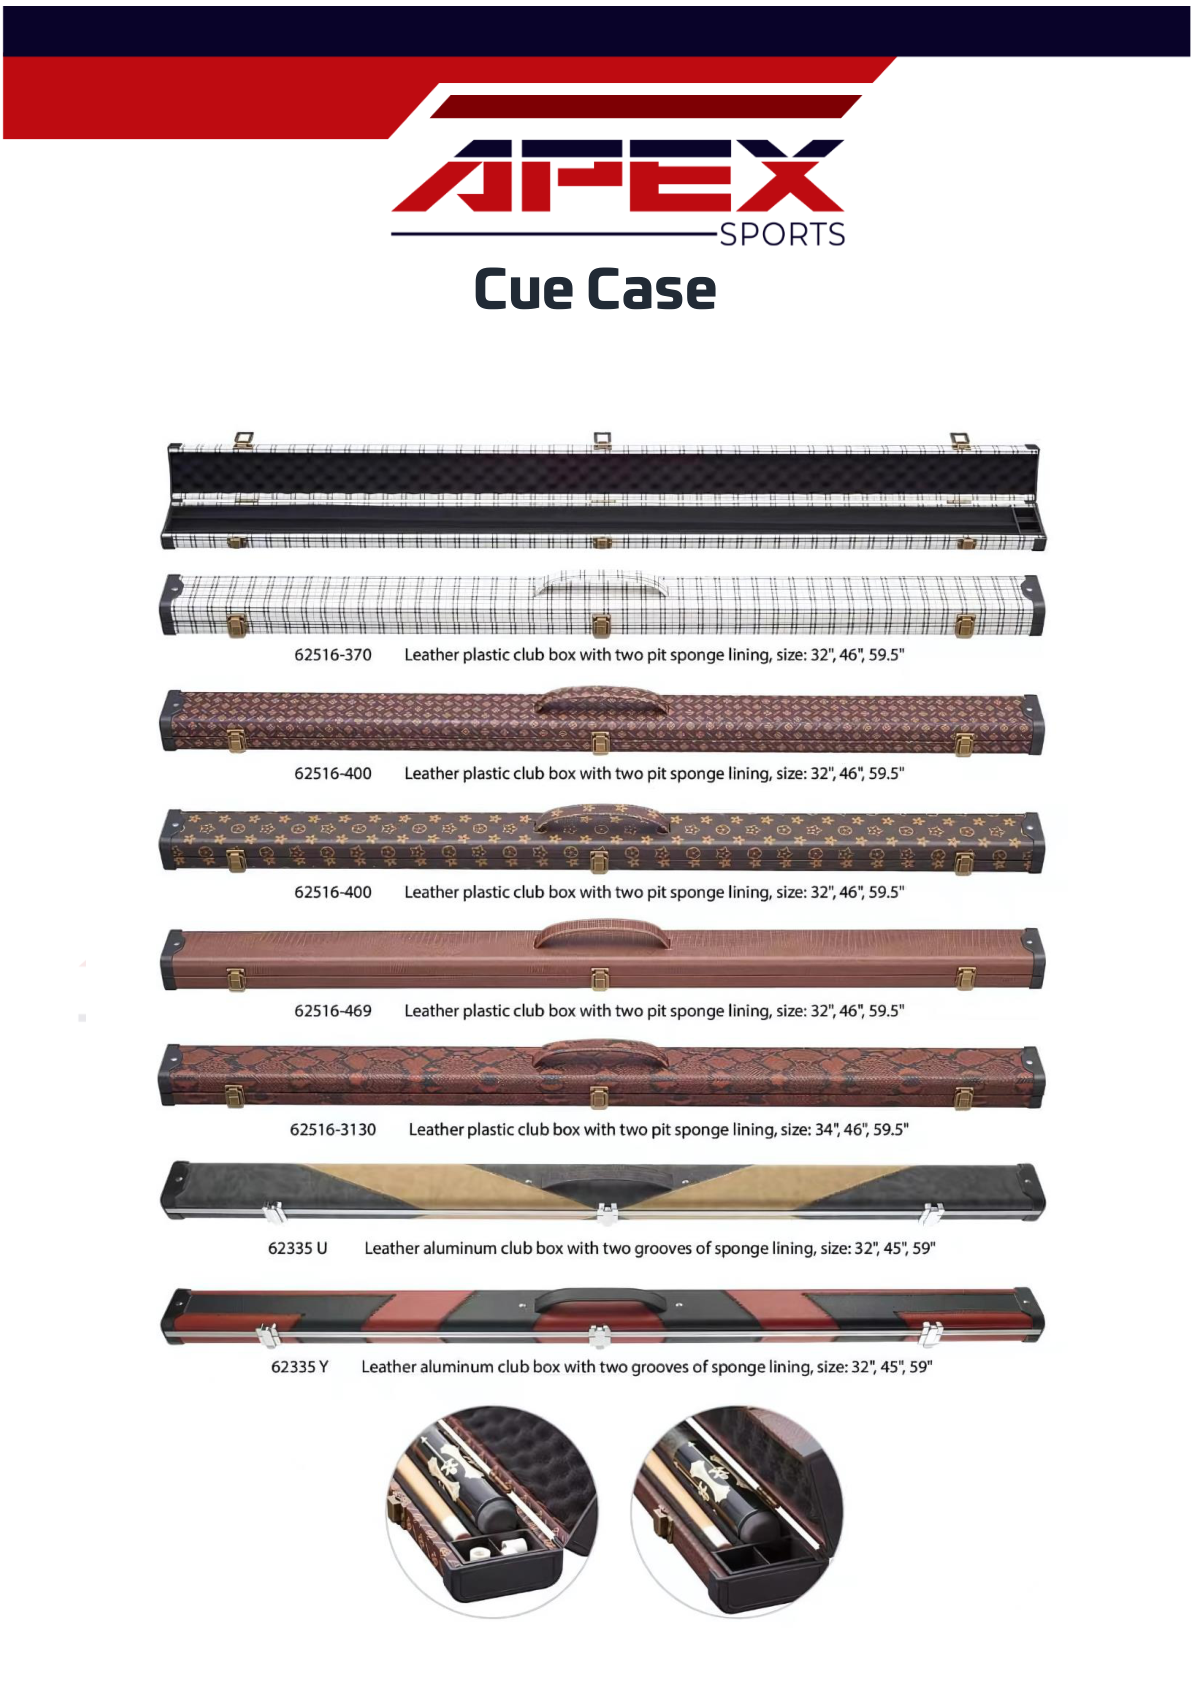 APEX
SPORTS
Cue Case
62516-370 Leather plastic club box with two pit sponge lining, size: 32", 46", 59.5"
62516-400 Leather plastic club box with two pit sponge lining, size: 32", 46", 59.5"
62516-400 Leather plastic club box with two pit sponge lining, size: 32", 46", 59.5"
62516-469 Leather plastic club box with two pit sponge lining, size: 32", 46", 59.5"
62516-3130 Leather plastic club box with two pit sponge lining, size: 34", 46", 59.5"
62335 U Leather aluminum club box with two grooves of sponge lining, size: 32", 45", 59"
62335 Y Leather aluminum club box with two grooves of sponge lining, size: 32", 45", 59"